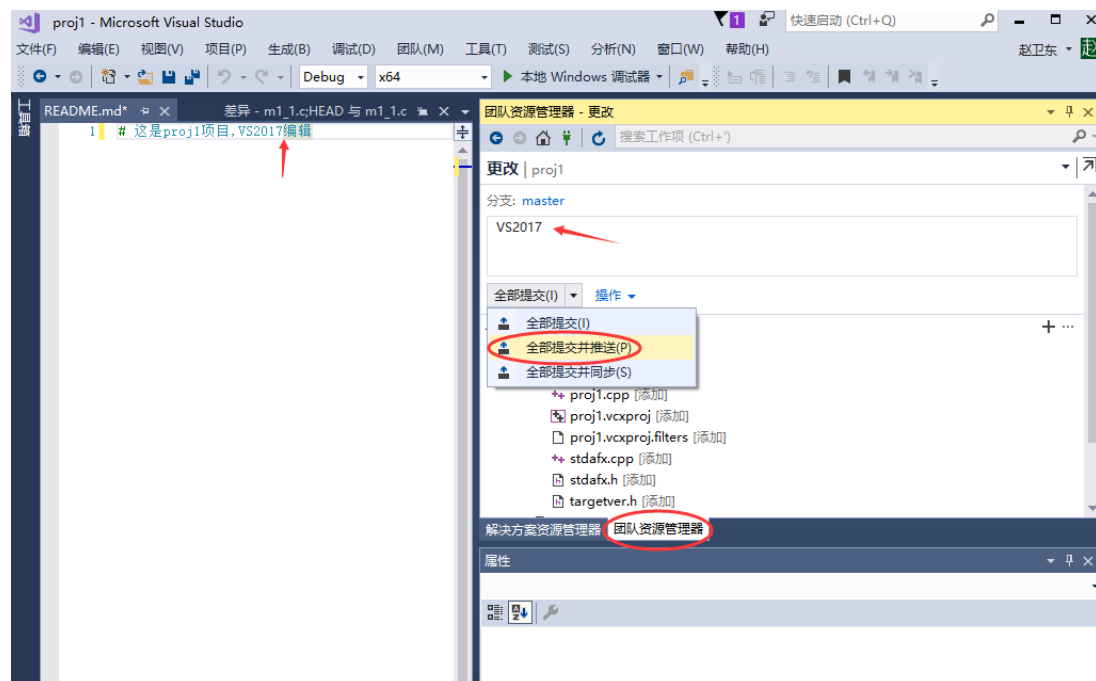 proj1 - Microsoft Visual Studio
1
快速启动 (Ctrl+Q)
文件(F) 编辑(E) 视图(V) 项目(P) 生成(B) 调试(D) 团队(M) 工具(T) 测试(S) 分析(N) 窗口(W) 帮助(H)
赵卫东
赵
Debug x64 本地 Windows 调试器
工具箱
README.md* 差异 - m1_1.c;HEAD 与 m1_1.c
1 # 这是proj1项目,VS2017编辑
团队资源管理器 - 更改
搜索工作项 (Ctrl+')
更改 | proj1
分支: master
VS2017
全部提交(I) 操作
全部提交(I)
全部提交并推送(P)
全部提交并同步(S)
proj1.cpp [添加]
proj1.vcxproj [添加]
proj1.vcxproj.filters [添加]
stdafx.cpp [添加]
stdafx.h [添加]
targetver.h [添加]
解决方案资源管理器 团队资源管理器
属性